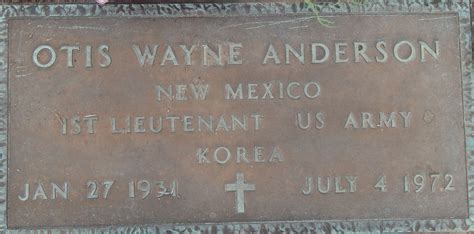 OTIS WAYNE ANDERSON
NEW MEXICO
1ST LIEUTENANT US ARMY
KOREA
JAN 27 1931 JULY 4 1972